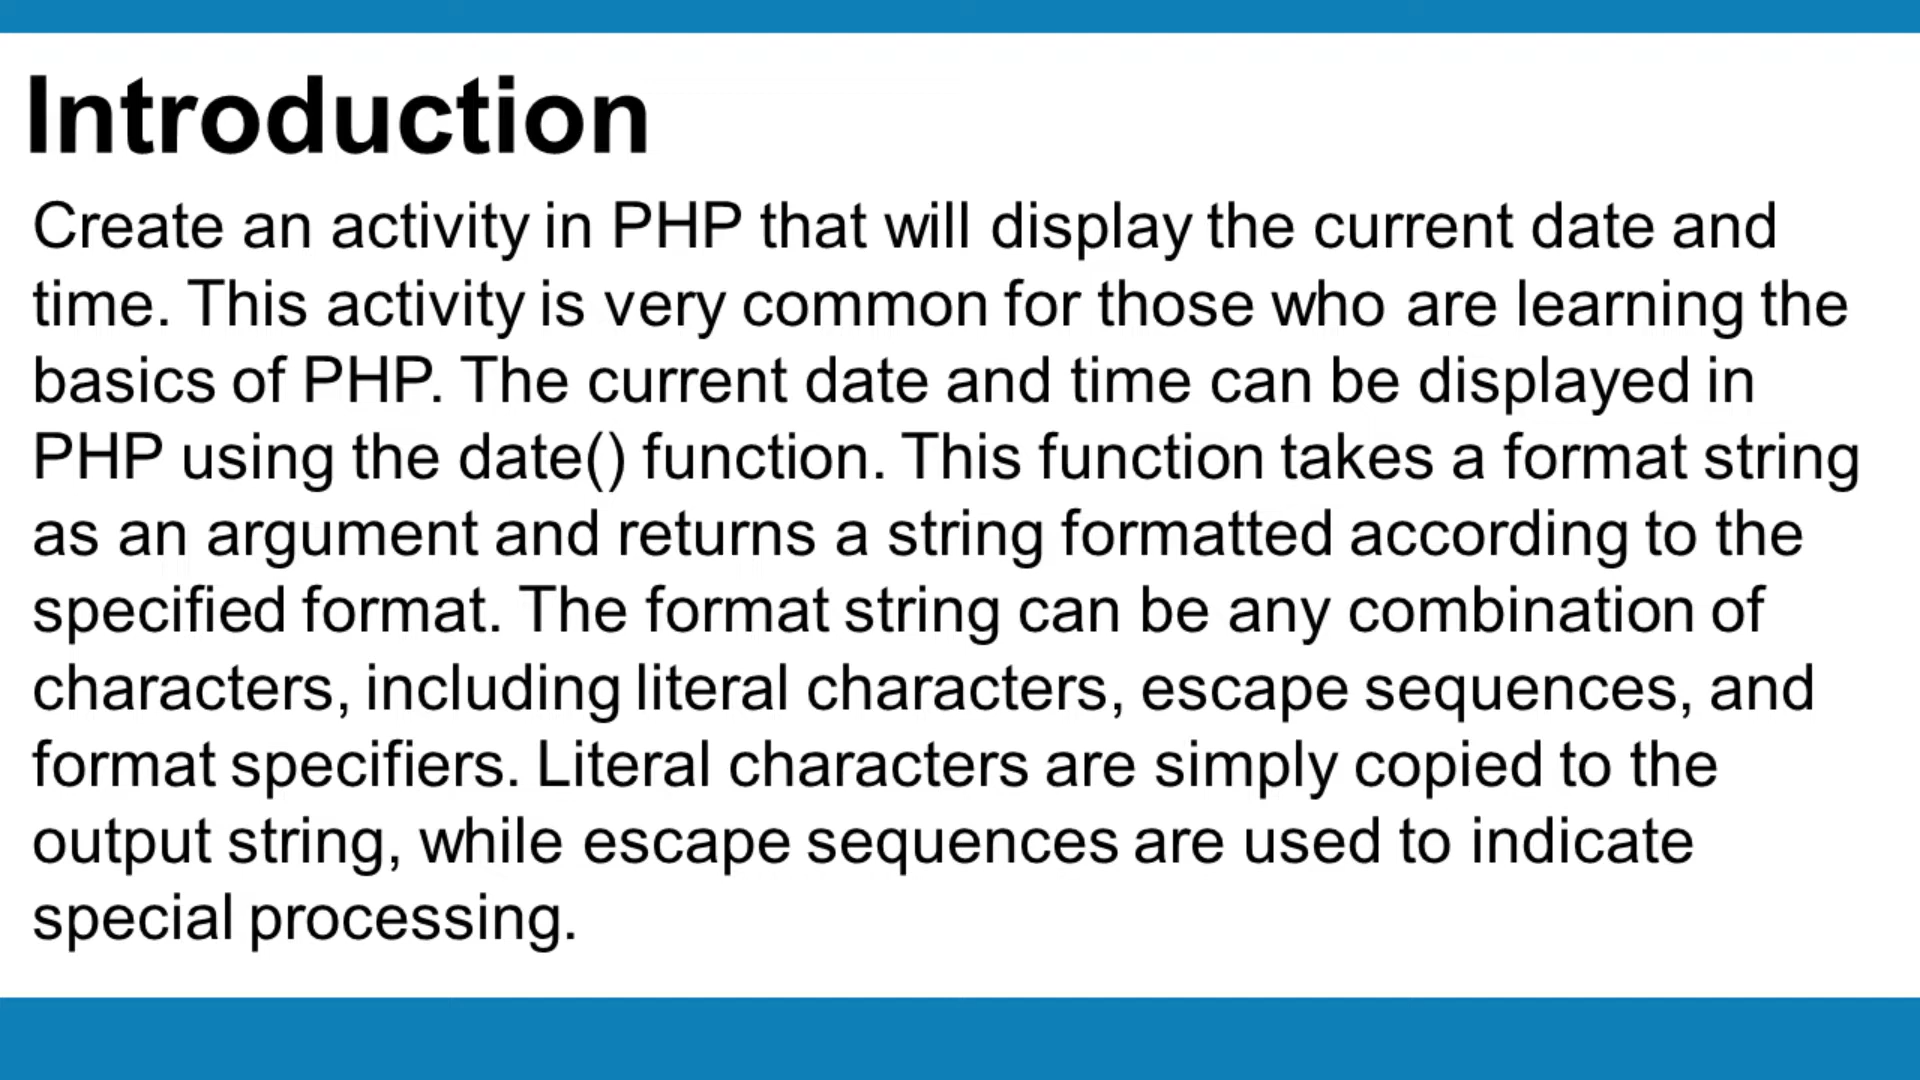 Introduction
Create an activity in PHP that will display the current date and
time. This activity is very common for those who are learning the
basics of PHP. The current date and time can be displayed in
PHP using the date() function. This function takes a format string
as an argument and returns a string formatted according to the
specified format. The format string can be any combination of
characters, including literal characters, escape sequences, and
format specifiers. Literal characters are simply copied to the
output string, while escape sequences are used to indicate
special processing.